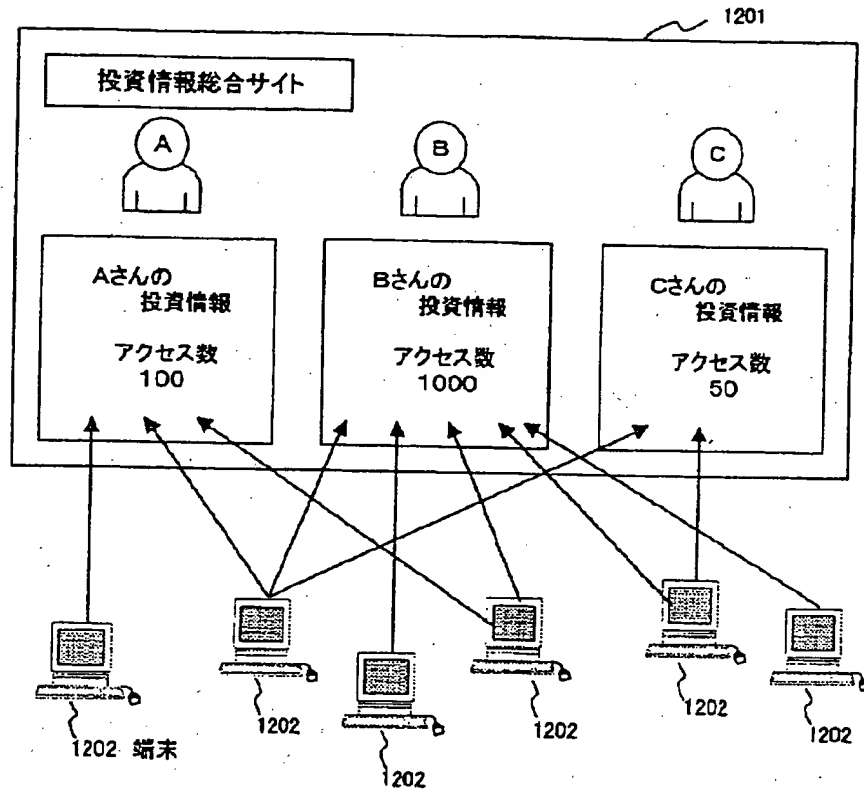 1201
投資情報総合サイト
A
B
C
Aさんの
投資情報
アクセス数
100
Bさんの
投資情報
アクセス数
1000
Cさんの
投資情報
アクセス数
50
1202 端末
1202
1202
1202
1202
1202